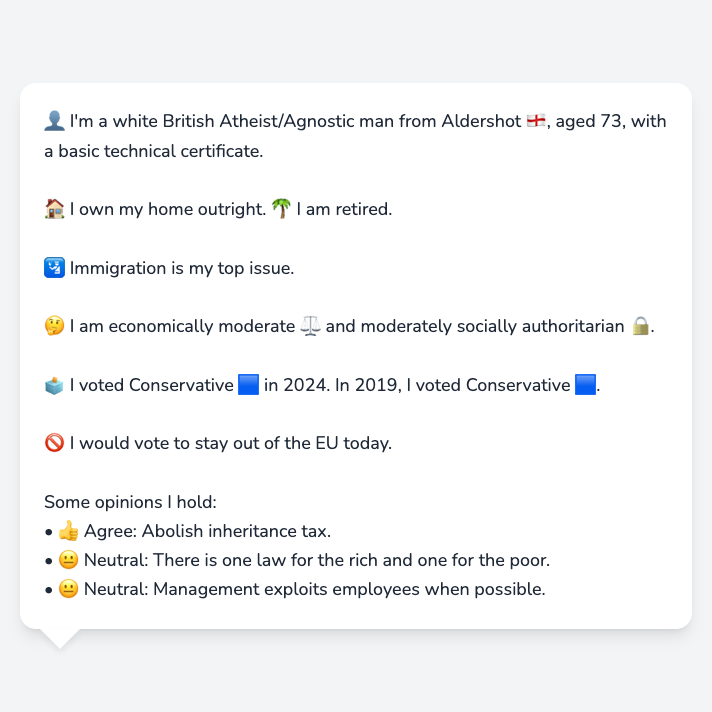 👤 I'm a white British Atheist/Agnostic man from Aldershot 🏴󠁧󠁢󠁥󠁮󠁧󠁿, aged 73, with
a basic technical certificate.
🏠 I own my home outright. 🌴 I am retired.
🛂 Immigration is my top issue.
🤔 I am economically moderate ⚖️ and moderately socially authoritarian 🔒.
🗳️ I voted Conservative 🟦 in 2024. In 2019, I voted Conservative 🟦.
🚫 I would vote to stay out of the EU today.
Some opinions I hold:
• 👍 Agree: Abolish inheritance tax.
• 😐 Neutral: There is one law for the rich and one for the poor.
• 😐 Neutral: Management exploits employees when possible.